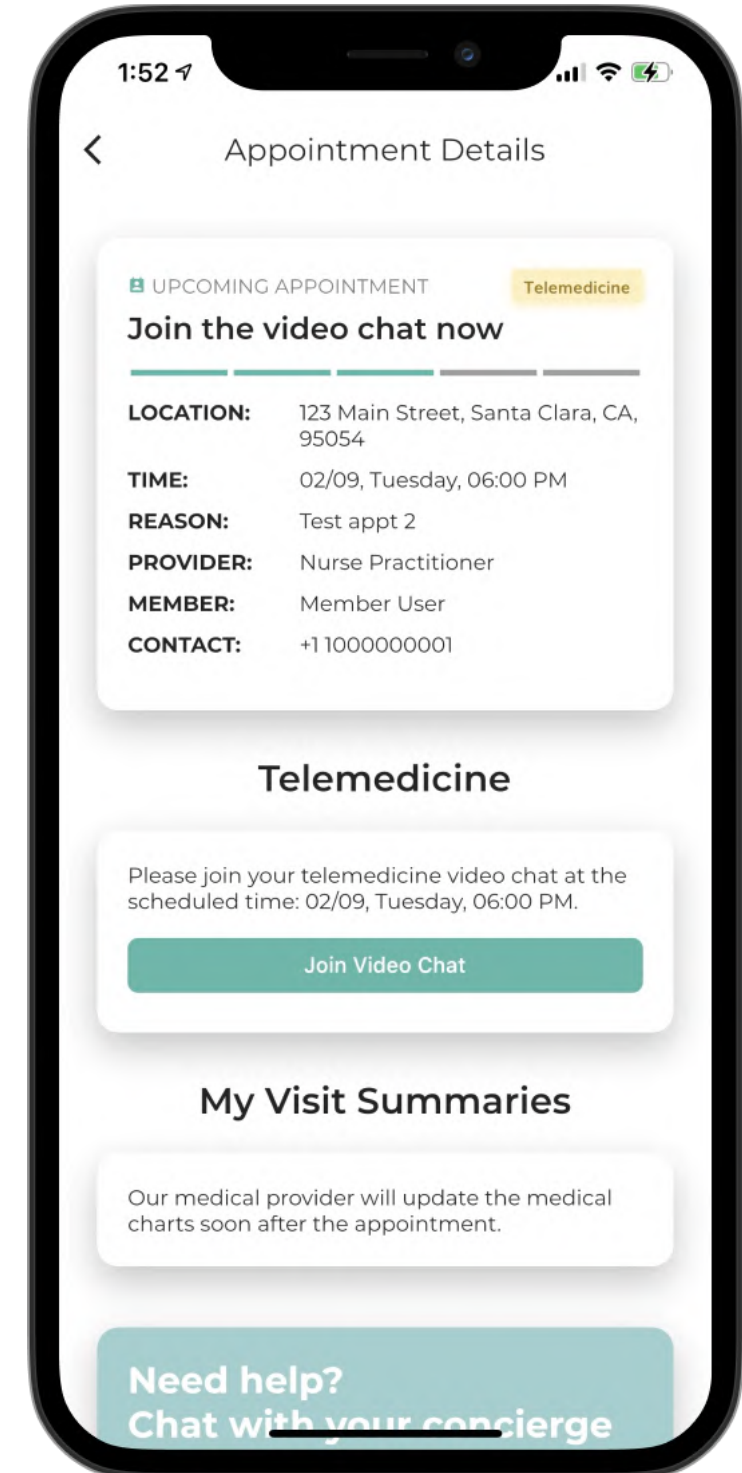 1:52
Appointment Details
UPCOMING APPOINTMENT
Telemedicine
Join the video chat now
LOCATION: 123 Main Street, Santa Clara, CA,
95054
TIME: 02/09, Tuesday, 06:00 PM
REASON: Test appt 2
PROVIDER: Nurse Practitioner
MEMBER: Member User
CONTACT: +1 1000000001
Telemedicine
Please join your telemedicine video chat at the
scheduled time: 02/09, Tuesday, 06:00 PM.
Join Video Chat
My Visit Summaries
Our medical provider will update the medical
charts soon after the appointment.
Need help?
Chat with your concierge